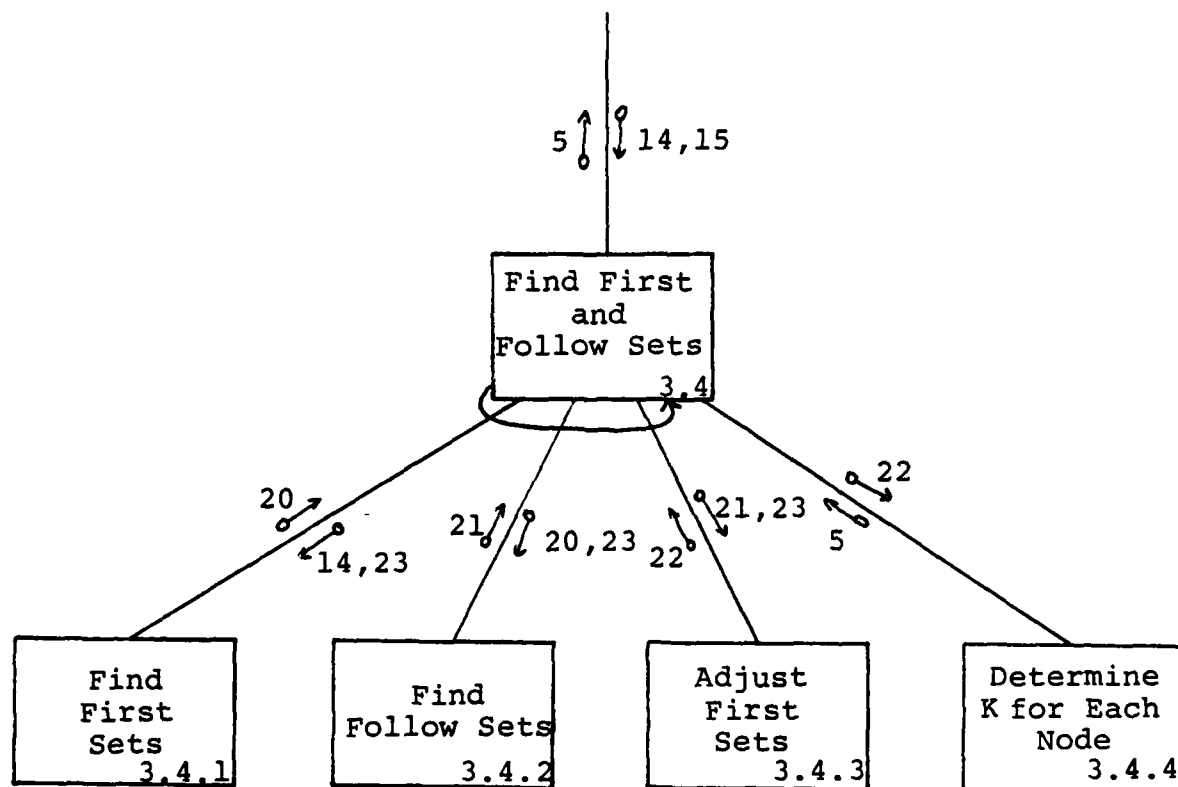 5
14,15
Find First
and
Follow Sets
3.4
20
14,23
21
20,23
21,23
22
22
5
Find
First
Sets
3.4.1
Find
Follow Sets
3.4.2
Adjust
First
Sets
3.4.3
Determine
K for Each
Node
3.4.4